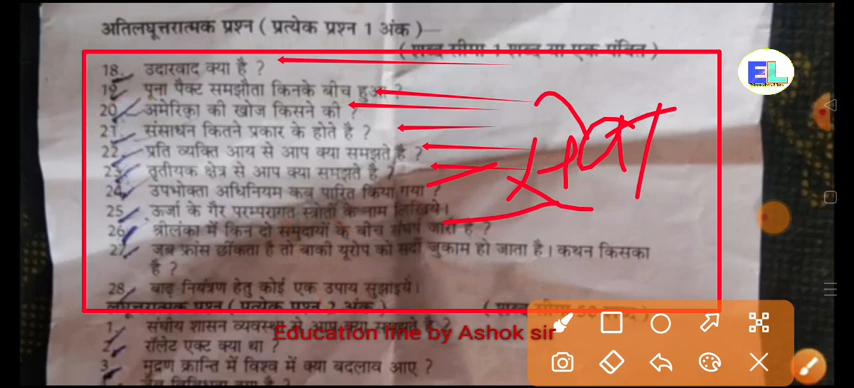 अतिलघूत्तरात्मक प्रश्न ( प्रत्येक प्रश्न 1 अंक )—
( शब्द सीमा 1 शब्द या एक पंक्ति )
18. उदारवाद क्या है ?
19. पूना पैक्ट समझौता किनके बीच हुआ ?
20. अमेरिका की खोज किसने की ?
21. संसाधन कितने प्रकार के होते है ?
22. प्रति व्यक्ति आय से आप क्या समझते है ?
23. तृतीयक क्षेत्र से आप क्या समझते है ?
24. उपभोक्ता अधिनियम कब पारित किया गया ?
25. ऊर्जा के गैर परम्परागत स्त्रोतों के नाम लिखिये।
26. श्रीलंका में किन दो समुदायों के बीच संघर्ष जारी है ?
27. जब फ्रांस छींकता है तो बाकी यूरोप को सर्दी जुकाम हो जाता है। कथन किसका
है ?
28. बाढ़ नियंत्रण हेतु कोई एक उपाय सुझाइये।
लघूत्तरात्मक प्रश्न ( प्रत्येक प्रश्न 2 अंक ) ( शब्द सीमा 50 शब्द )
1. संघीय शासन व्यवस्था से आप क्या समझते है ?
Education line by Ashok sir
2. रॉलेट एक्ट क्या था ?
3. मुद्रण क्रान्ति में विश्व में क्या बदलाव आए ?
EL